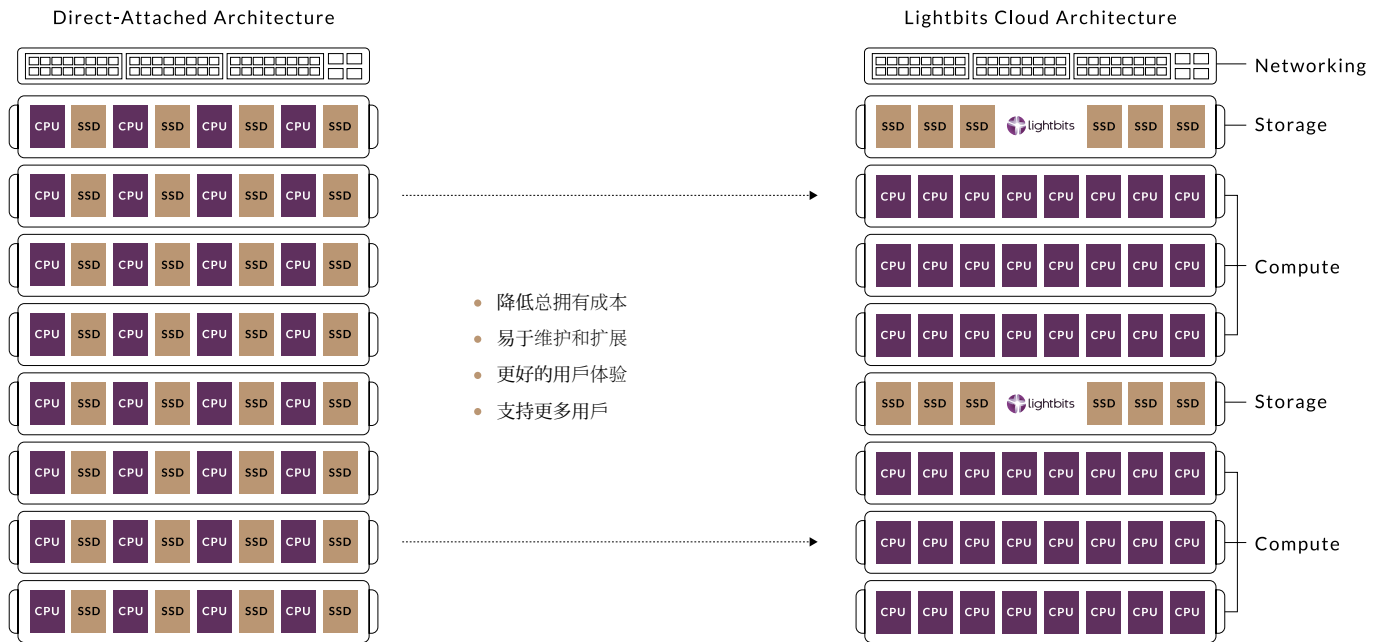 Direct-Attached Architecture
Lightbits Cloud Architecture
Networking
CPU SSD CPU SSD CPU SSD CPU SSD
SSD SSD SSD lightbits SSD SSD SSD
Storage
CPU SSD CPU SSD CPU SSD CPU SSD
CPU CPU CPU CPU CPU CPU CPU CPU
CPU SSD CPU SSD CPU SSD CPU SSD
CPU CPU CPU CPU CPU CPU CPU CPU
Compute
降低总拥有成本
易于维护和扩展
更好的用戶体验
支持更多用戶
CPU SSD CPU SSD CPU SSD CPU SSD
CPU CPU CPU CPU CPU CPU CPU CPU
CPU SSD CPU SSD CPU SSD CPU SSD
SSD SSD SSD lightbits SSD SSD SSD
Storage
CPU SSD CPU SSD CPU SSD CPU SSD
CPU CPU CPU CPU CPU CPU CPU CPU
CPU SSD CPU SSD CPU SSD CPU SSD
CPU CPU CPU CPU CPU CPU CPU CPU
Compute
CPU SSD CPU SSD CPU SSD CPU SSD
CPU CPU CPU CPU CPU CPU CPU CPU